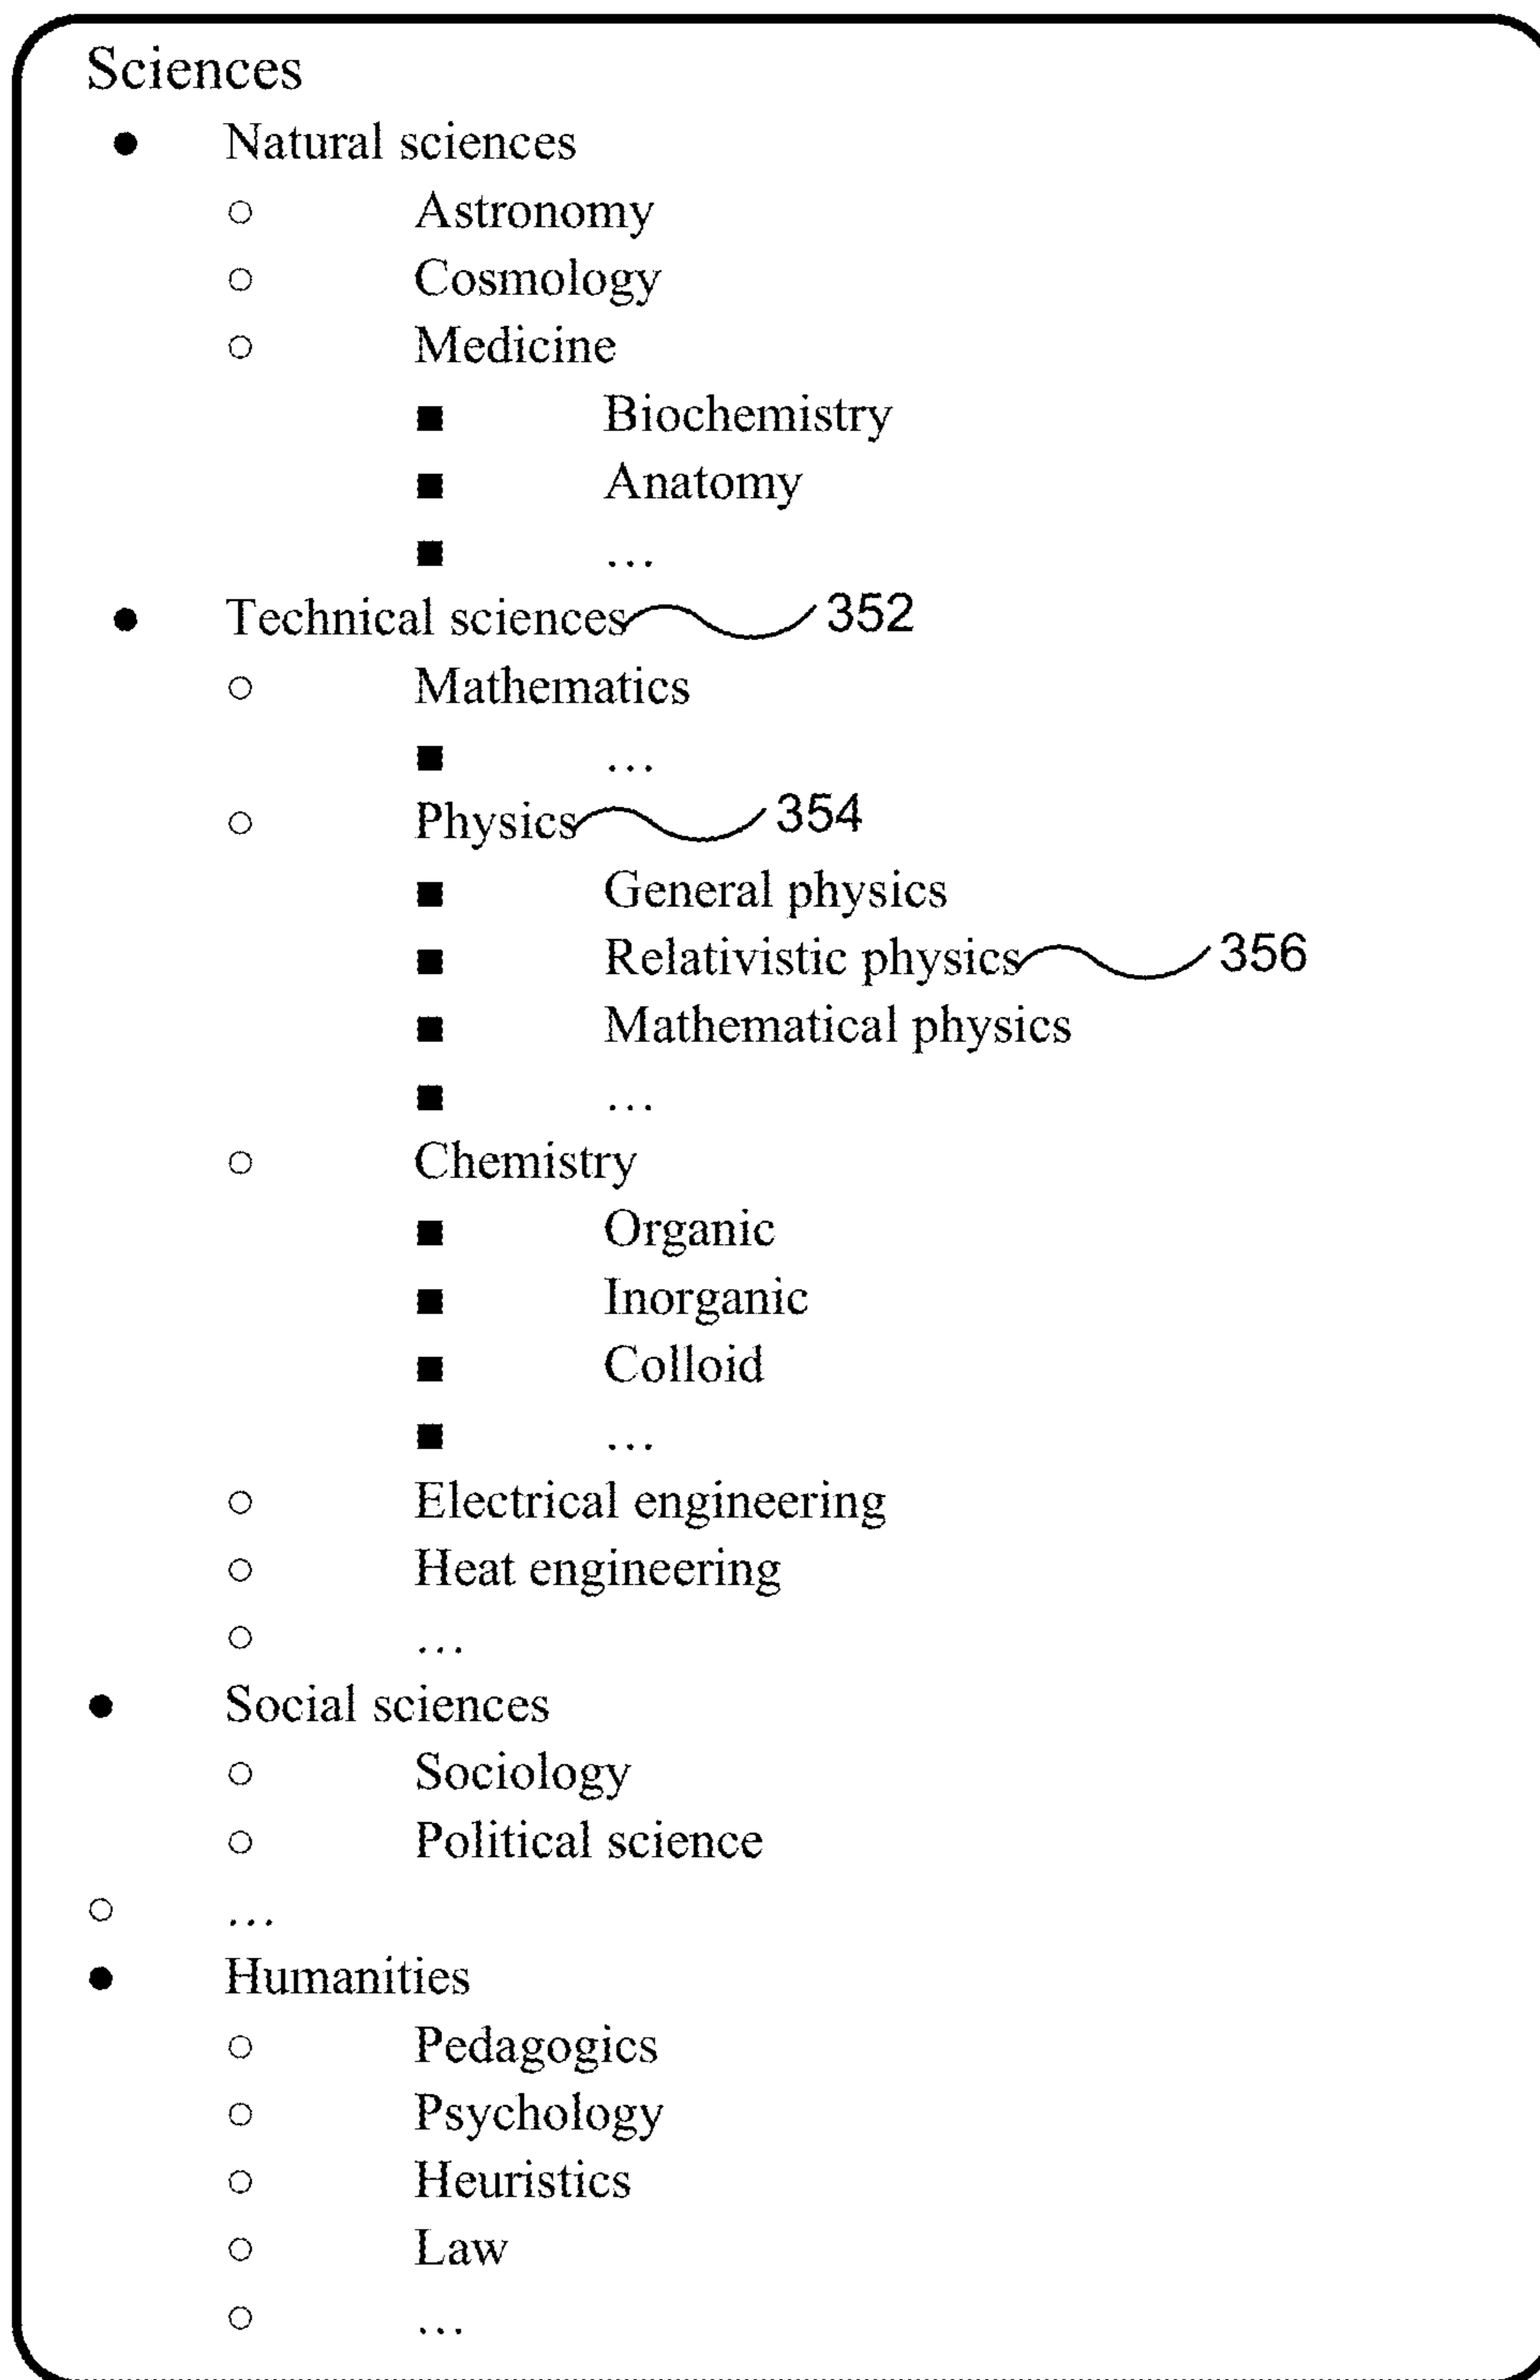 Sciences
● Natural sciences
○ Astronomy
○ Cosmology
○ Medicine
■ Biochemistry
■ Anatomy
■ ...
● Technical sciences 352
○ Mathematics
■ ...
○ Physics 354
■ General physics
■ Relativistic physics 356
■ Mathematical physics
■ ...
○ Chemistry
■ Organic
■ Inorganic
■ Colloid
■ ...
○ Electrical engineering
○ Heat engineering
○ ...
● Social sciences
○ Sociology
○ Political science
○ ...
● Humanities
○ Pedagogics
○ Psychology
○ Heuristics
○ Law
○ ...